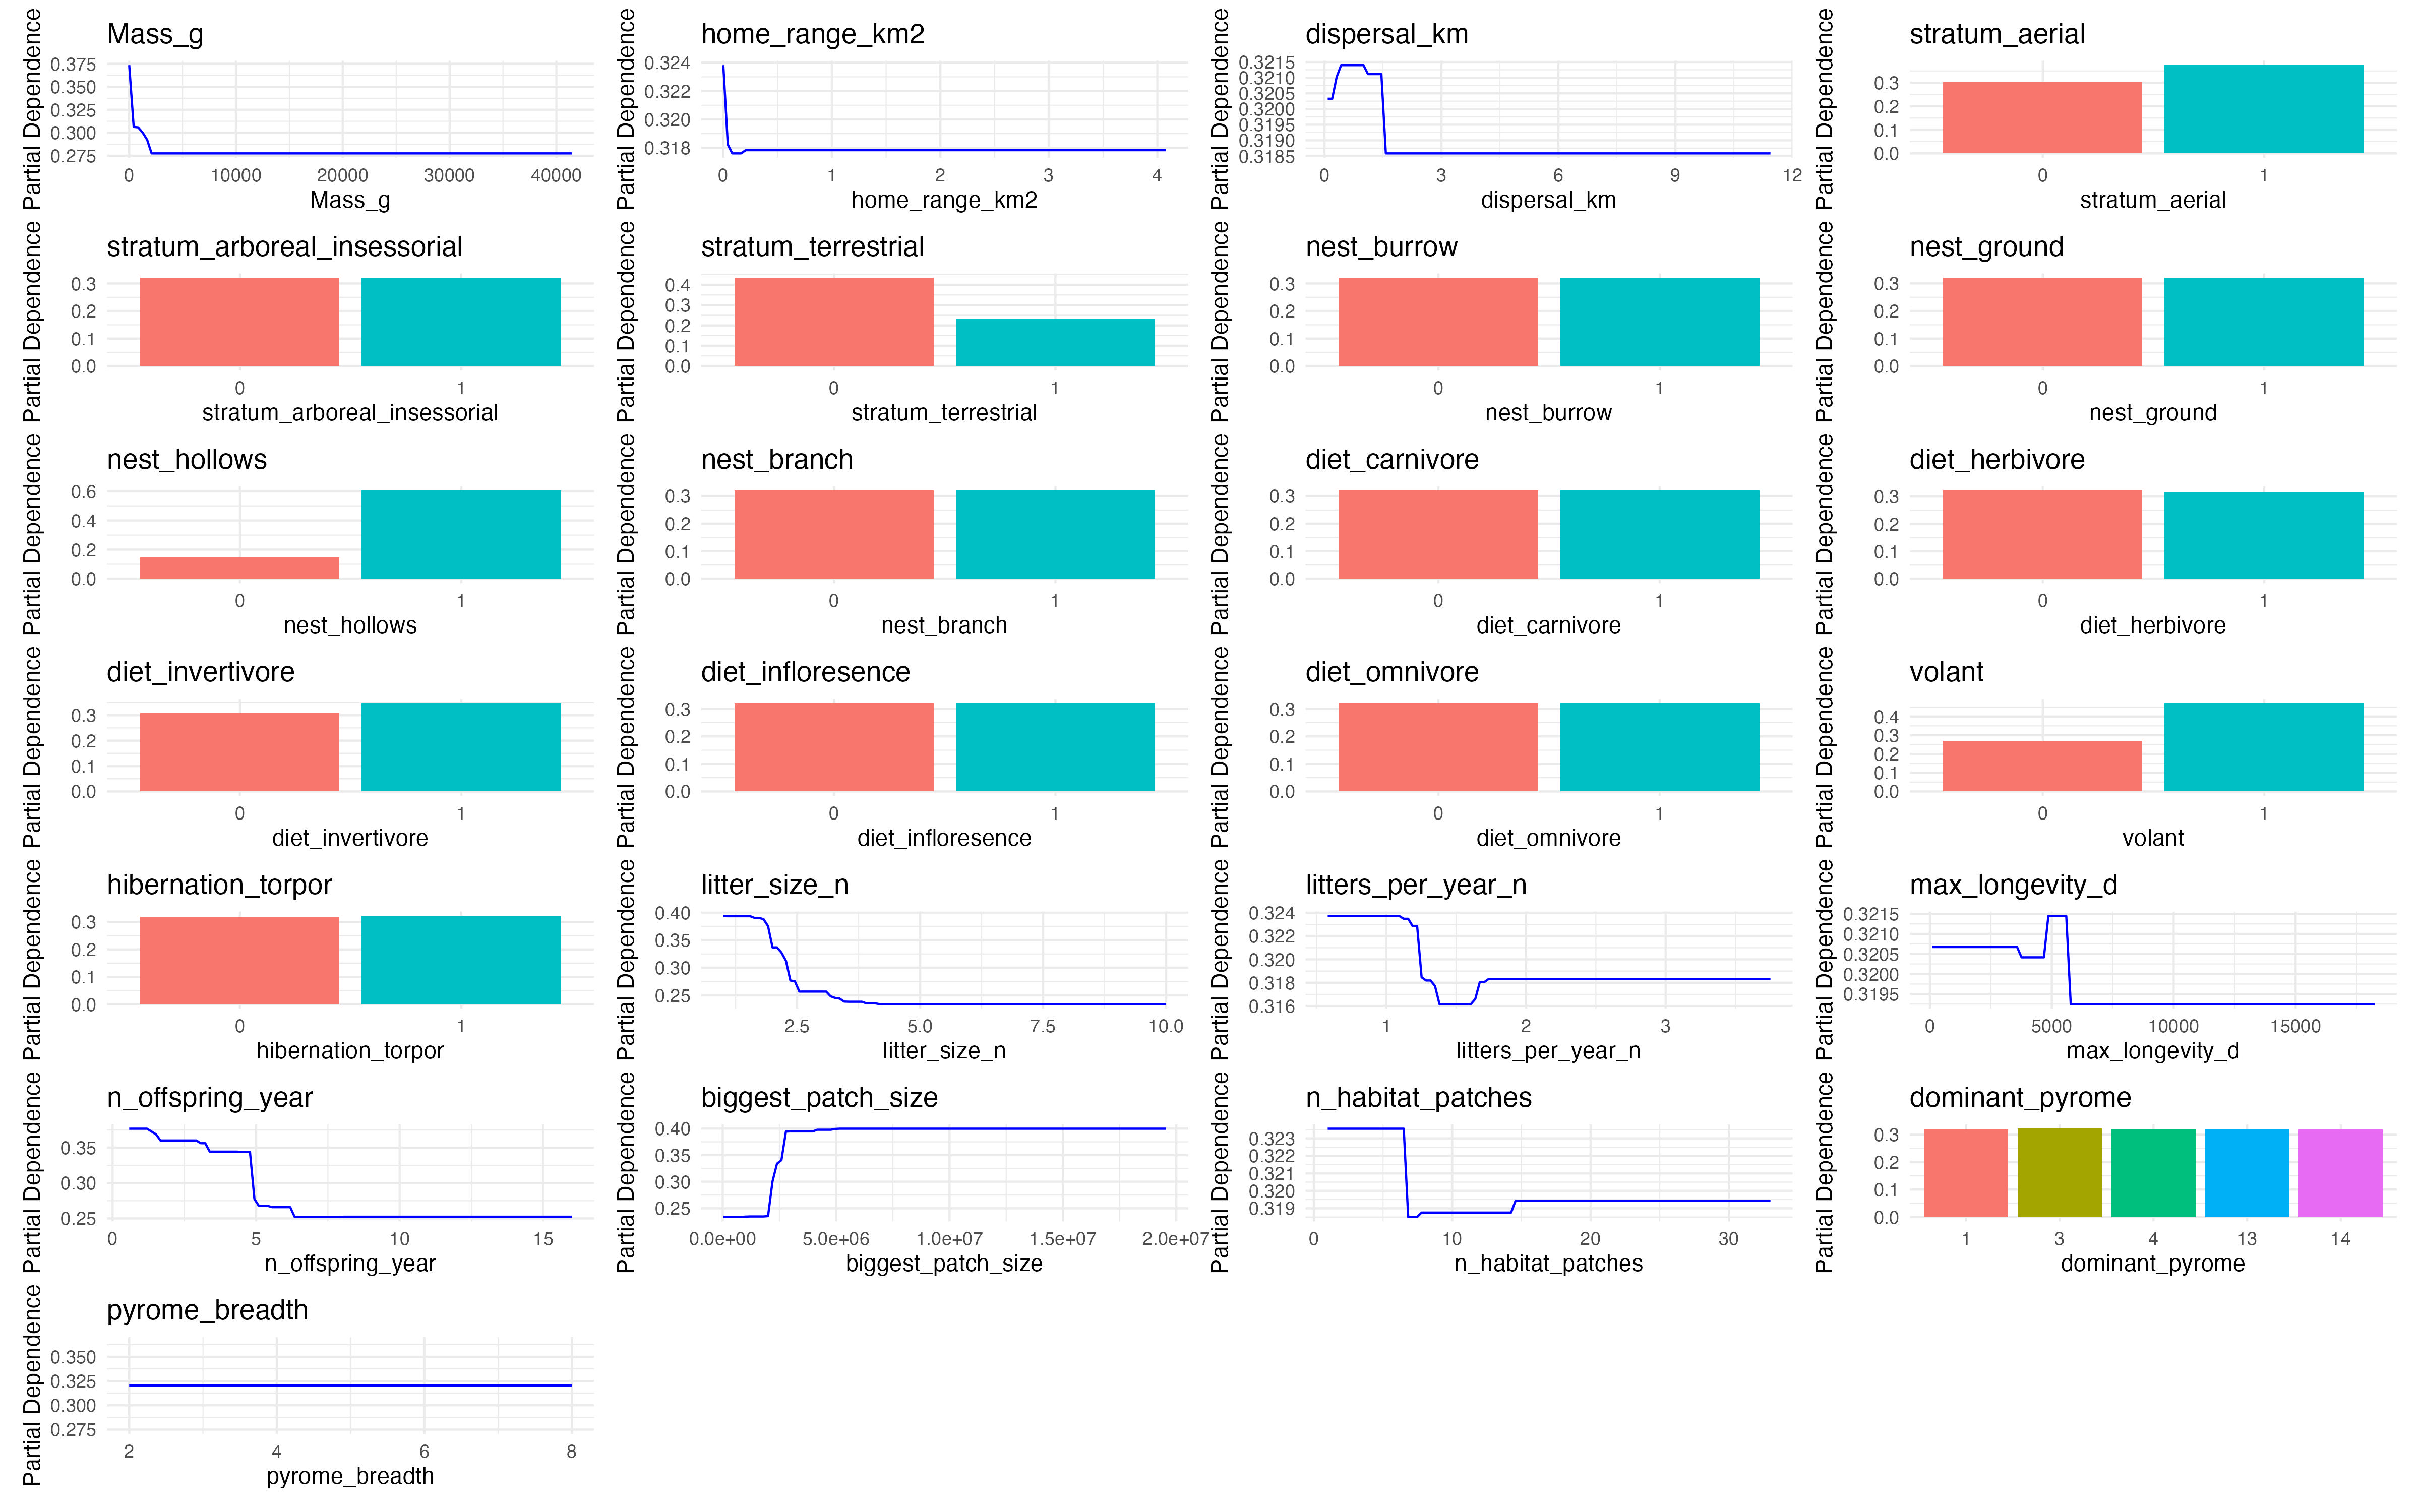 Mass_g
Partial Dependence
0.375
0.350
0.325
0.300
0.275
0 10000 20000 30000 40000
Mass_g
home_range_km2
Partial Dependence
0.324
0.322
0.320
0.318
0 1 2 3 4
home_range_km2
dispersal_km
Partial Dependence
0.3215
0.3210
0.3205
0.3200
0.3195
0.3190
0.3185
0 3 6 9 12
dispersal_km
stratum_aerial
Partial Dependence
0.3
0.2
0.1
0.0
0 1
stratum_aerial
stratum_arboreal_insessorial
Partial Dependence
0.3
0.2
0.1
0.0
0 1
stratum_arboreal_insessorial
stratum_terrestrial
Partial Dependence
0.4
0.3
0.2
0.1
0.0
0 1
stratum_terrestrial
nest_burrow
Partial Dependence
0.3
0.2
0.1
0.0
0 1
nest_burrow
nest_ground
Partial Dependence
0.3
0.2
0.1
0.0
0 1
nest_ground
nest_hollows
Partial Dependence
0.6
0.4
0.2
0.0
0 1
nest_hollows
nest_branch
Partial Dependence
0.3
0.2
0.1
0.0
0 1
nest_branch
diet_carnivore
Partial Dependence
0.3
0.2
0.1
0.0
0 1
diet_carnivore
diet_herbivore
Partial Dependence
0.3
0.2
0.1
0.0
0 1
diet_herbivore
diet_invertivore
Partial Dependence
0.3
0.2
0.1
0.0
0 1
diet_invertivore
diet_infloresence
Partial Dependence
0.3
0.2
0.1
0.0
0 1
diet_infloresence
diet_omnivore
Partial Dependence
0.3
0.2
0.1
0.0
0 1
diet_omnivore
volant
Partial Dependence
0.4
0.3
0.2
0.1
0.0
0 1
volant
hibernation_torpor
Partial Dependence
0.3
0.2
0.1
0.0
0 1
hibernation_torpor
litter_size_n
Partial Dependence
0.40
0.35
0.30
0.25
2.5 5.0 7.5 10.0
litter_size_n
litters_per_year_n
Partial Dependence
0.324
0.322
0.320
0.318
0.316
1 2 3
litters_per_year_n
max_longevity_d
Partial Dependence
0.3215
0.3210
0.3205
0.3200
0.3195
0 5000 10000 15000
max_longevity_d
n_offspring_year
Partial Dependence
0.35
0.30
0.25
0 5 10 15
n_offspring_year
biggest_patch_size
Partial Dependence
0.40
0.35
0.30
0.25
0.0e+00 5.0e+06 1.0e+07 1.5e+07 2.0e+07
biggest_patch_size
n_habitat_patches
Partial Dependence
0.323
0.322
0.321
0.320
0.319
0 10 20 30
n_habitat_patches
dominant_pyrome
Partial Dependence
0.3
0.2
0.1
0.0
1 3 4 13 14
dominant_pyrome
pyrome_breadth
Partial Dependence
0.350
0.325
0.300
0.275
2 4 6 8
pyrome_breadth